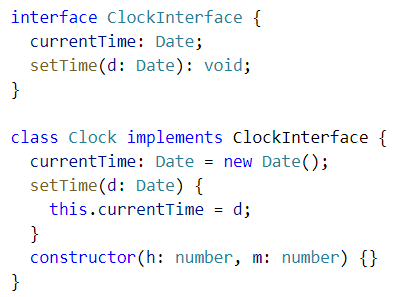 interface ClockInterface {
  currentTime: Date;
  setTime(d: Date): void;
}

class Clock implements ClockInterface {
  currentTime: Date = new Date();
  setTime(d: Date) {
    this.currentTime = d;
  }
  constructor(h: number, m: number) {}
}